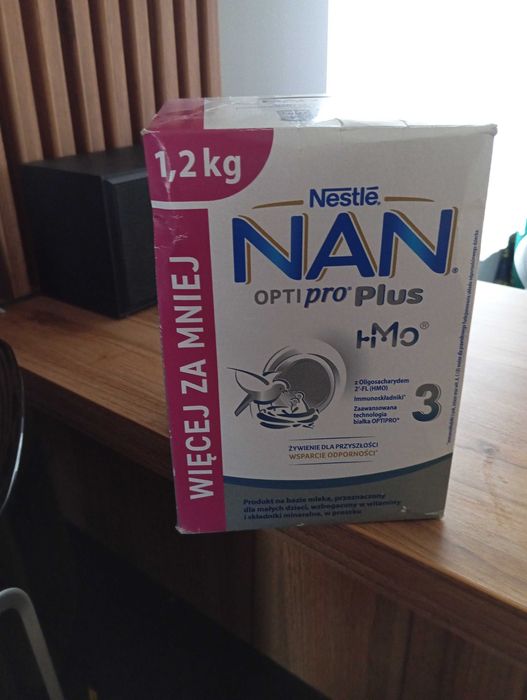 1,2 kg
WIĘCEJ ZA MNIEJ
Nestlé
NAN®
OPTI pro® Plus
HMO®
z Oligosacharydem
2'-FL (HMO)
Immunoskładniki*
Zaawansowana
technologia
białka OPTIPRO®
3
ŻYWIENIE DLA PRZYSZŁOŚCI
WSPARCIE ODPORNOŚCI*
Produkt na bazie mleka, przeznaczony
dla małych dzieci, wzbogacony w witaminy
i składniki mineralne, w proszku